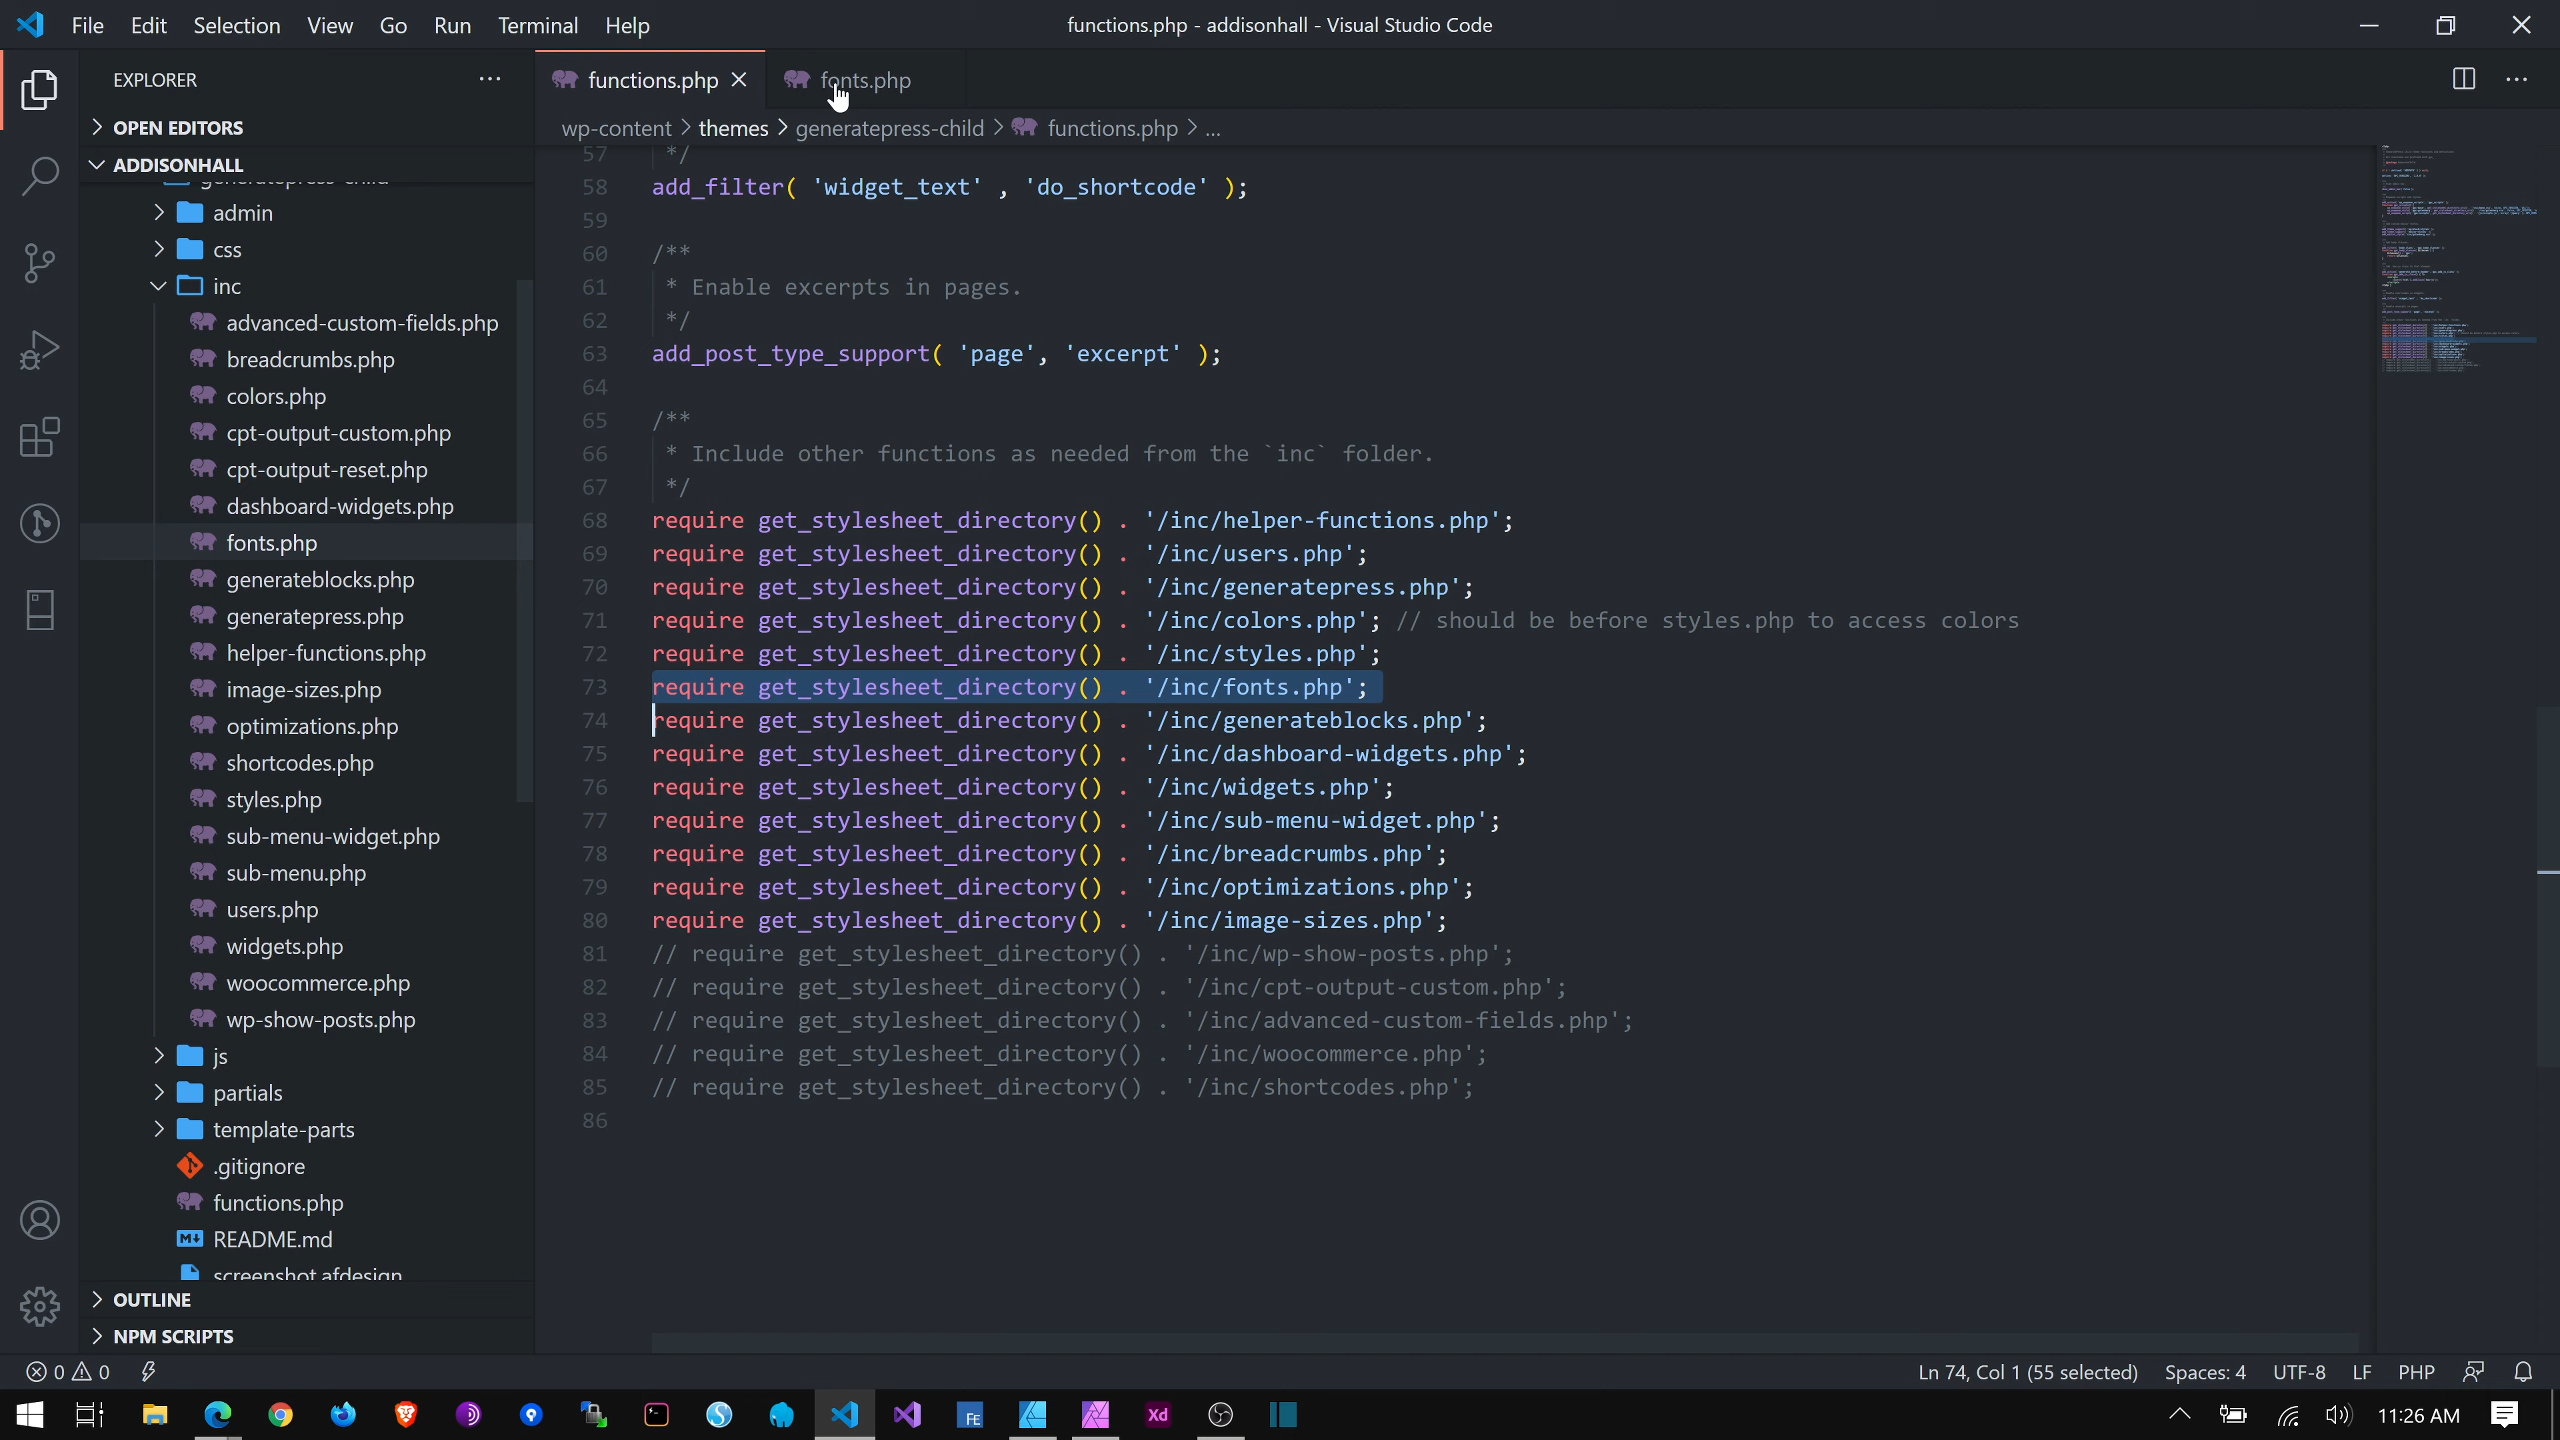 File Edit Selection View Go Run Terminal Help
functions.php - addisonhall - Visual Studio Code
EXPLORER
OPEN EDITORS
ADDISONHALL
admin
css
inc
advanced-custom-fields.php
breadcrumbs.php
colors.php
cpt-output-custom.php
cpt-output-reset.php
dashboard-widgets.php
fonts.php
generateblocks.php
generatepress.php
helper-functions.php
image-sizes.php
optimizations.php
shortcodes.php
styles.php
sub-menu-widget.php
sub-menu.php
users.php
widgets.php
woocommerce.php
wp-show-posts.php
js
partials
template-parts
.gitignore
functions.php
README.md
screenshot.afdesign
OUTLINE
NPM SCRIPTS
functions.php
fonts.php
wp-content > themes > generatepress-child > functions.php > ...
57 */
58 add_filter( 'widget_text' , 'do_shortcode' );
59
60 /**
61 * Enable excerpts in pages.
62 */
63 add_post_type_support( 'page', 'excerpt' );
64
65 /**
66 * Include other functions as needed from the `inc` folder.
67 */
68 require get_stylesheet_directory() . '/inc/helper-functions.php';
69 require get_stylesheet_directory() . '/inc/users.php';
70 require get_stylesheet_directory() . '/inc/generatepress.php';
71 require get_stylesheet_directory() . '/inc/colors.php'; // should be before styles.php to access colors
72 require get_stylesheet_directory() . '/inc/styles.php';
73 require get_stylesheet_directory() . '/inc/fonts.php';
74 require get_stylesheet_directory() . '/inc/generateblocks.php';
75 require get_stylesheet_directory() . '/inc/dashboard-widgets.php';
76 require get_stylesheet_directory() . '/inc/widgets.php';
77 require get_stylesheet_directory() . '/inc/sub-menu-widget.php';
78 require get_stylesheet_directory() . '/inc/breadcrumbs.php';
79 require get_stylesheet_directory() . '/inc/optimizations.php';
80 require get_stylesheet_directory() . '/inc/image-sizes.php';
81 // require get_stylesheet_directory() . '/inc/wp-show-posts.php';
82 // require get_stylesheet_directory() . '/inc/cpt-output-custom.php';
83 // require get_stylesheet_directory() . '/inc/advanced-custom-fields.php';
84 // require get_stylesheet_directory() . '/inc/woocommerce.php';
85 // require get_stylesheet_directory() . '/inc/shortcodes.php';
86
0 0
Ln 74, Col 1 (55 selected) Spaces: 4 UTF-8 LF PHP
FE
Xd
11:26 AM